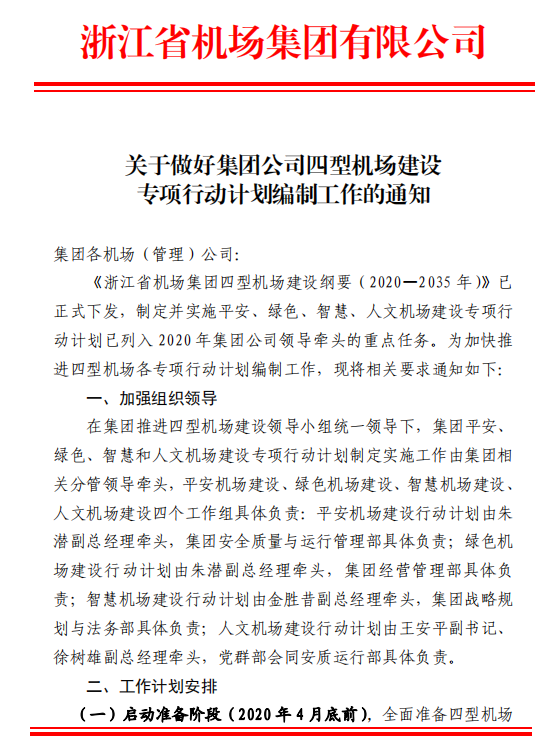 浙江省机场集团有限公司
关于做好集团公司四型机场建设
专项行动计划编制工作的通知
集团各机场（管理）公司：
《浙江省机场集团四型机场建设纲要（2020—2035 年）》已
正式下发，制定并实施平安、绿色、智慧、人文机场建设专项行
动计划已列入 2020 年集团公司领导牵头的重点任务。为加快推
进四型机场各专项行动计划编制工作，现将相关要求通知如下：
一、加强组织领导
在集团推进四型机场建设领导小组统一领导下，集团平安、
绿色、智慧和人文机场建设专项行动计划制定实施工作由集团相
关分管领导牵头，平安机场建设、绿色机场建设、智慧机场建设、
人文机场建设四个工作组具体负责：平安机场建设行动计划由朱
潜副总经理牵头，集团安全质量与运行管理部具体负责；绿色机
场建设行动计划由朱潜副总经理牵头，集团经营管理部具体负
责；智慧机场建设行动计划由金胜昔副总经理牵头，集团战略规
划与法务部具体负责；人文机场建设行动计划由王安平副书记、
徐树雄副总经理牵头，党群部会同安质运行部具体负责。
二、工作计划安排
（一）启动准备阶段（2020 年 4 月底前），全面准备四型机场